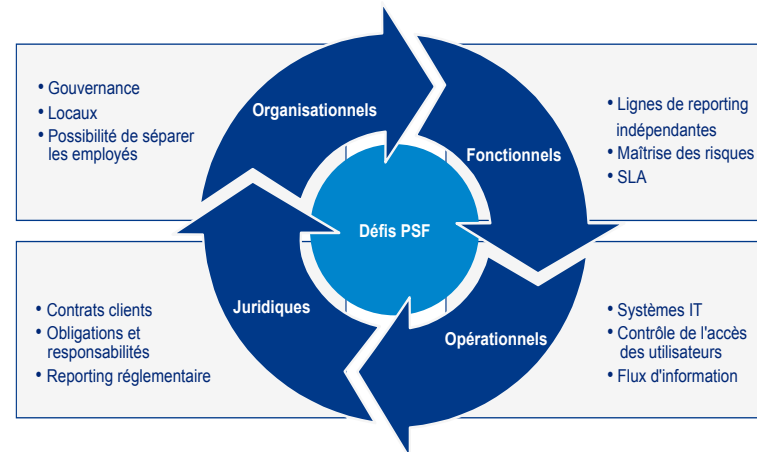 Organisationnels
• Gouvernance
• Locaux
• Possibilité de séparer
les employés
Fonctionnels
• Lignes de reporting
indépendantes
• Maîtrise des risques
• SLA
Défis PSF
Juridiques
• Contrats clients
• Obligations et
responsabilités
• Reporting réglementaire
Opérationnels
• Systèmes IT
• Contrôle de l'accès
des utilisateurs
• Flux d'information